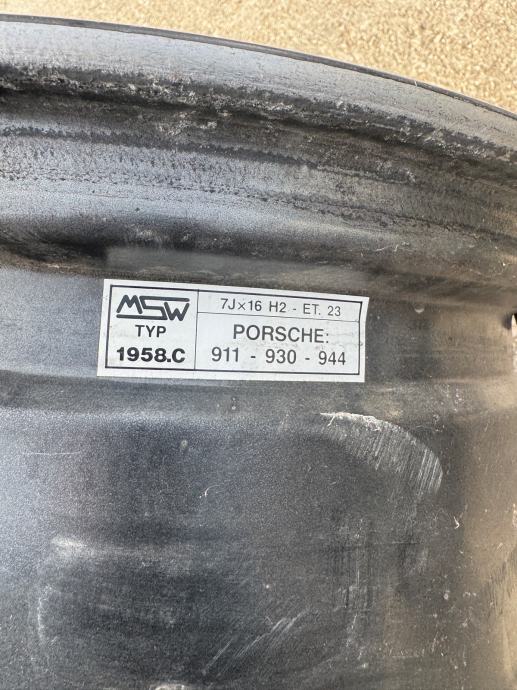 MSW
TYP
1958.C
7J×16 H2 - ET. 23
PORSCHE:
911 - 930 - 944